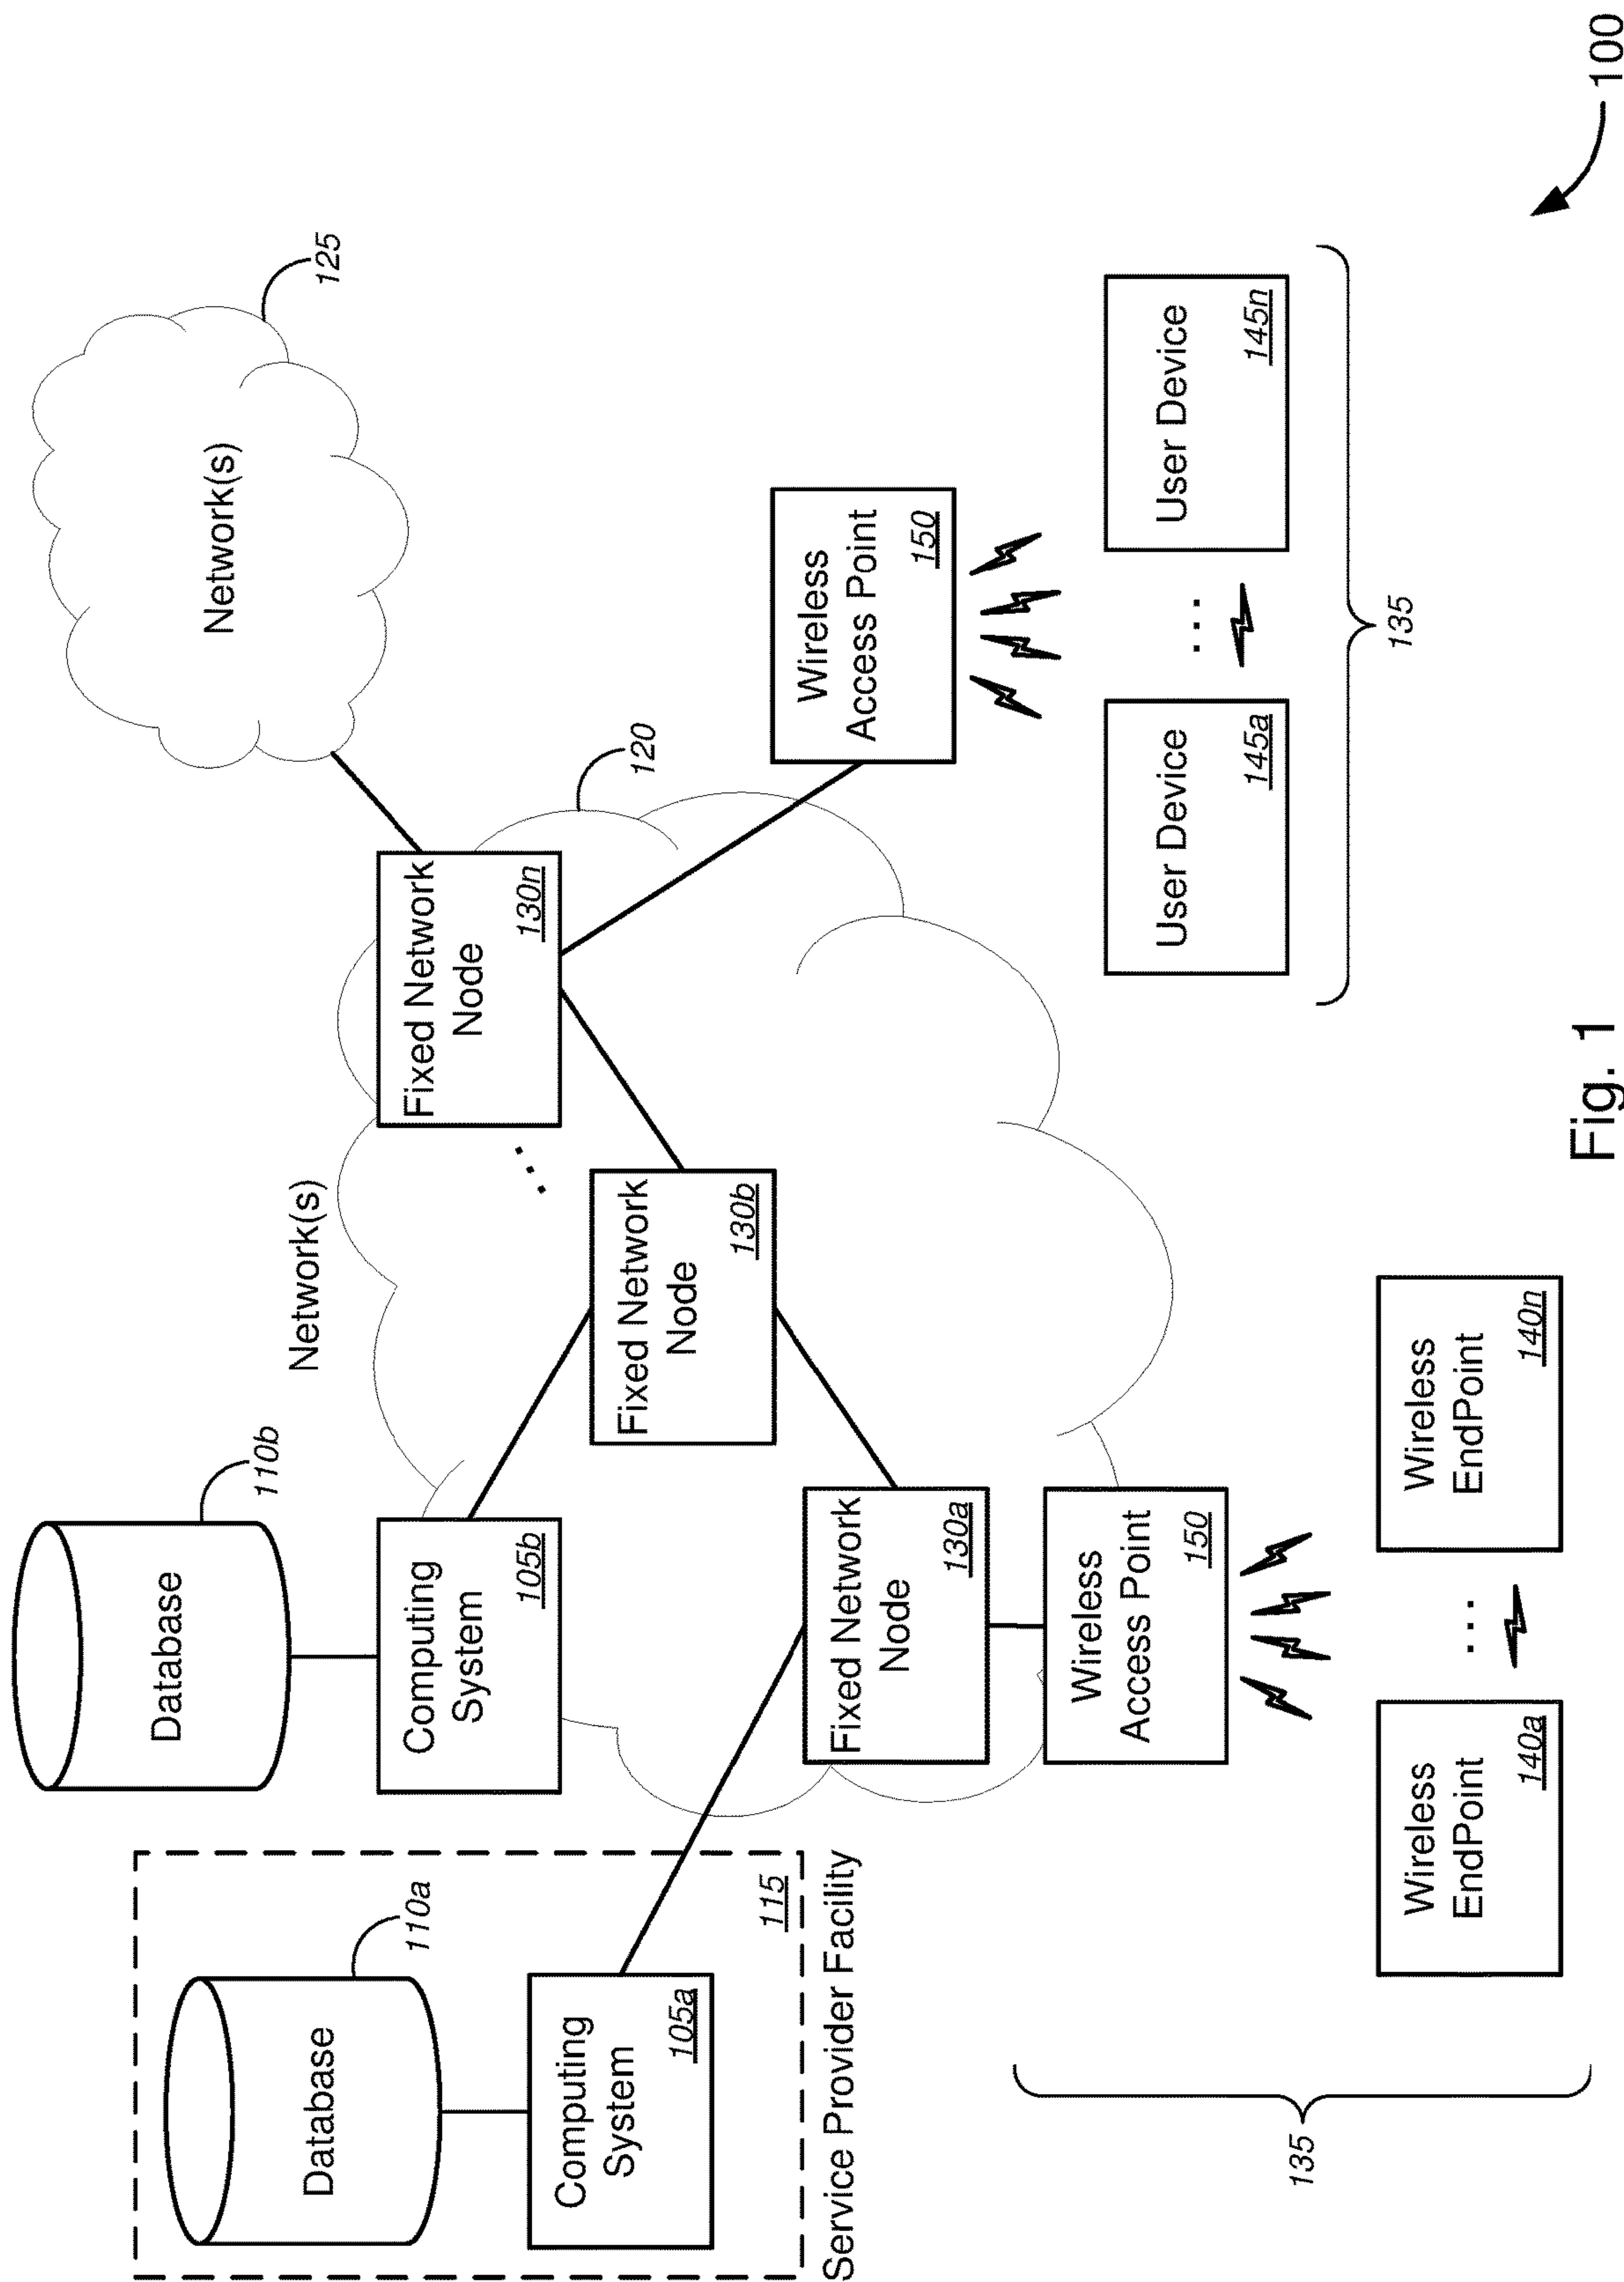 110b
Database
Network(s)
125
Network(s)
110a
Database
Computing
System
105b
Fixed Network
Node
130n
120
Computing
System
105a
115
Service Provider Facility
Fixed Network
Node
130b
Wireless
Access Point
150
Fixed Network
Node
130a
Wireless
Access Point
150
User Device
145a
...
User Device
145n
135
135
Wireless
EndPoint
140a
...
Wireless
EndPoint
140n
100
Fig. 1